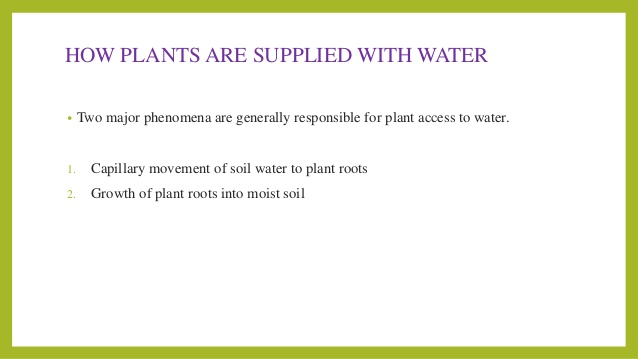 HOW PLANTS ARE SUPPLIED WITH WATER
• Two major phenomena are generally responsible for plant access to water.
1. Capillary movement of soil water to plant roots
2. Growth of plant roots into moist soil